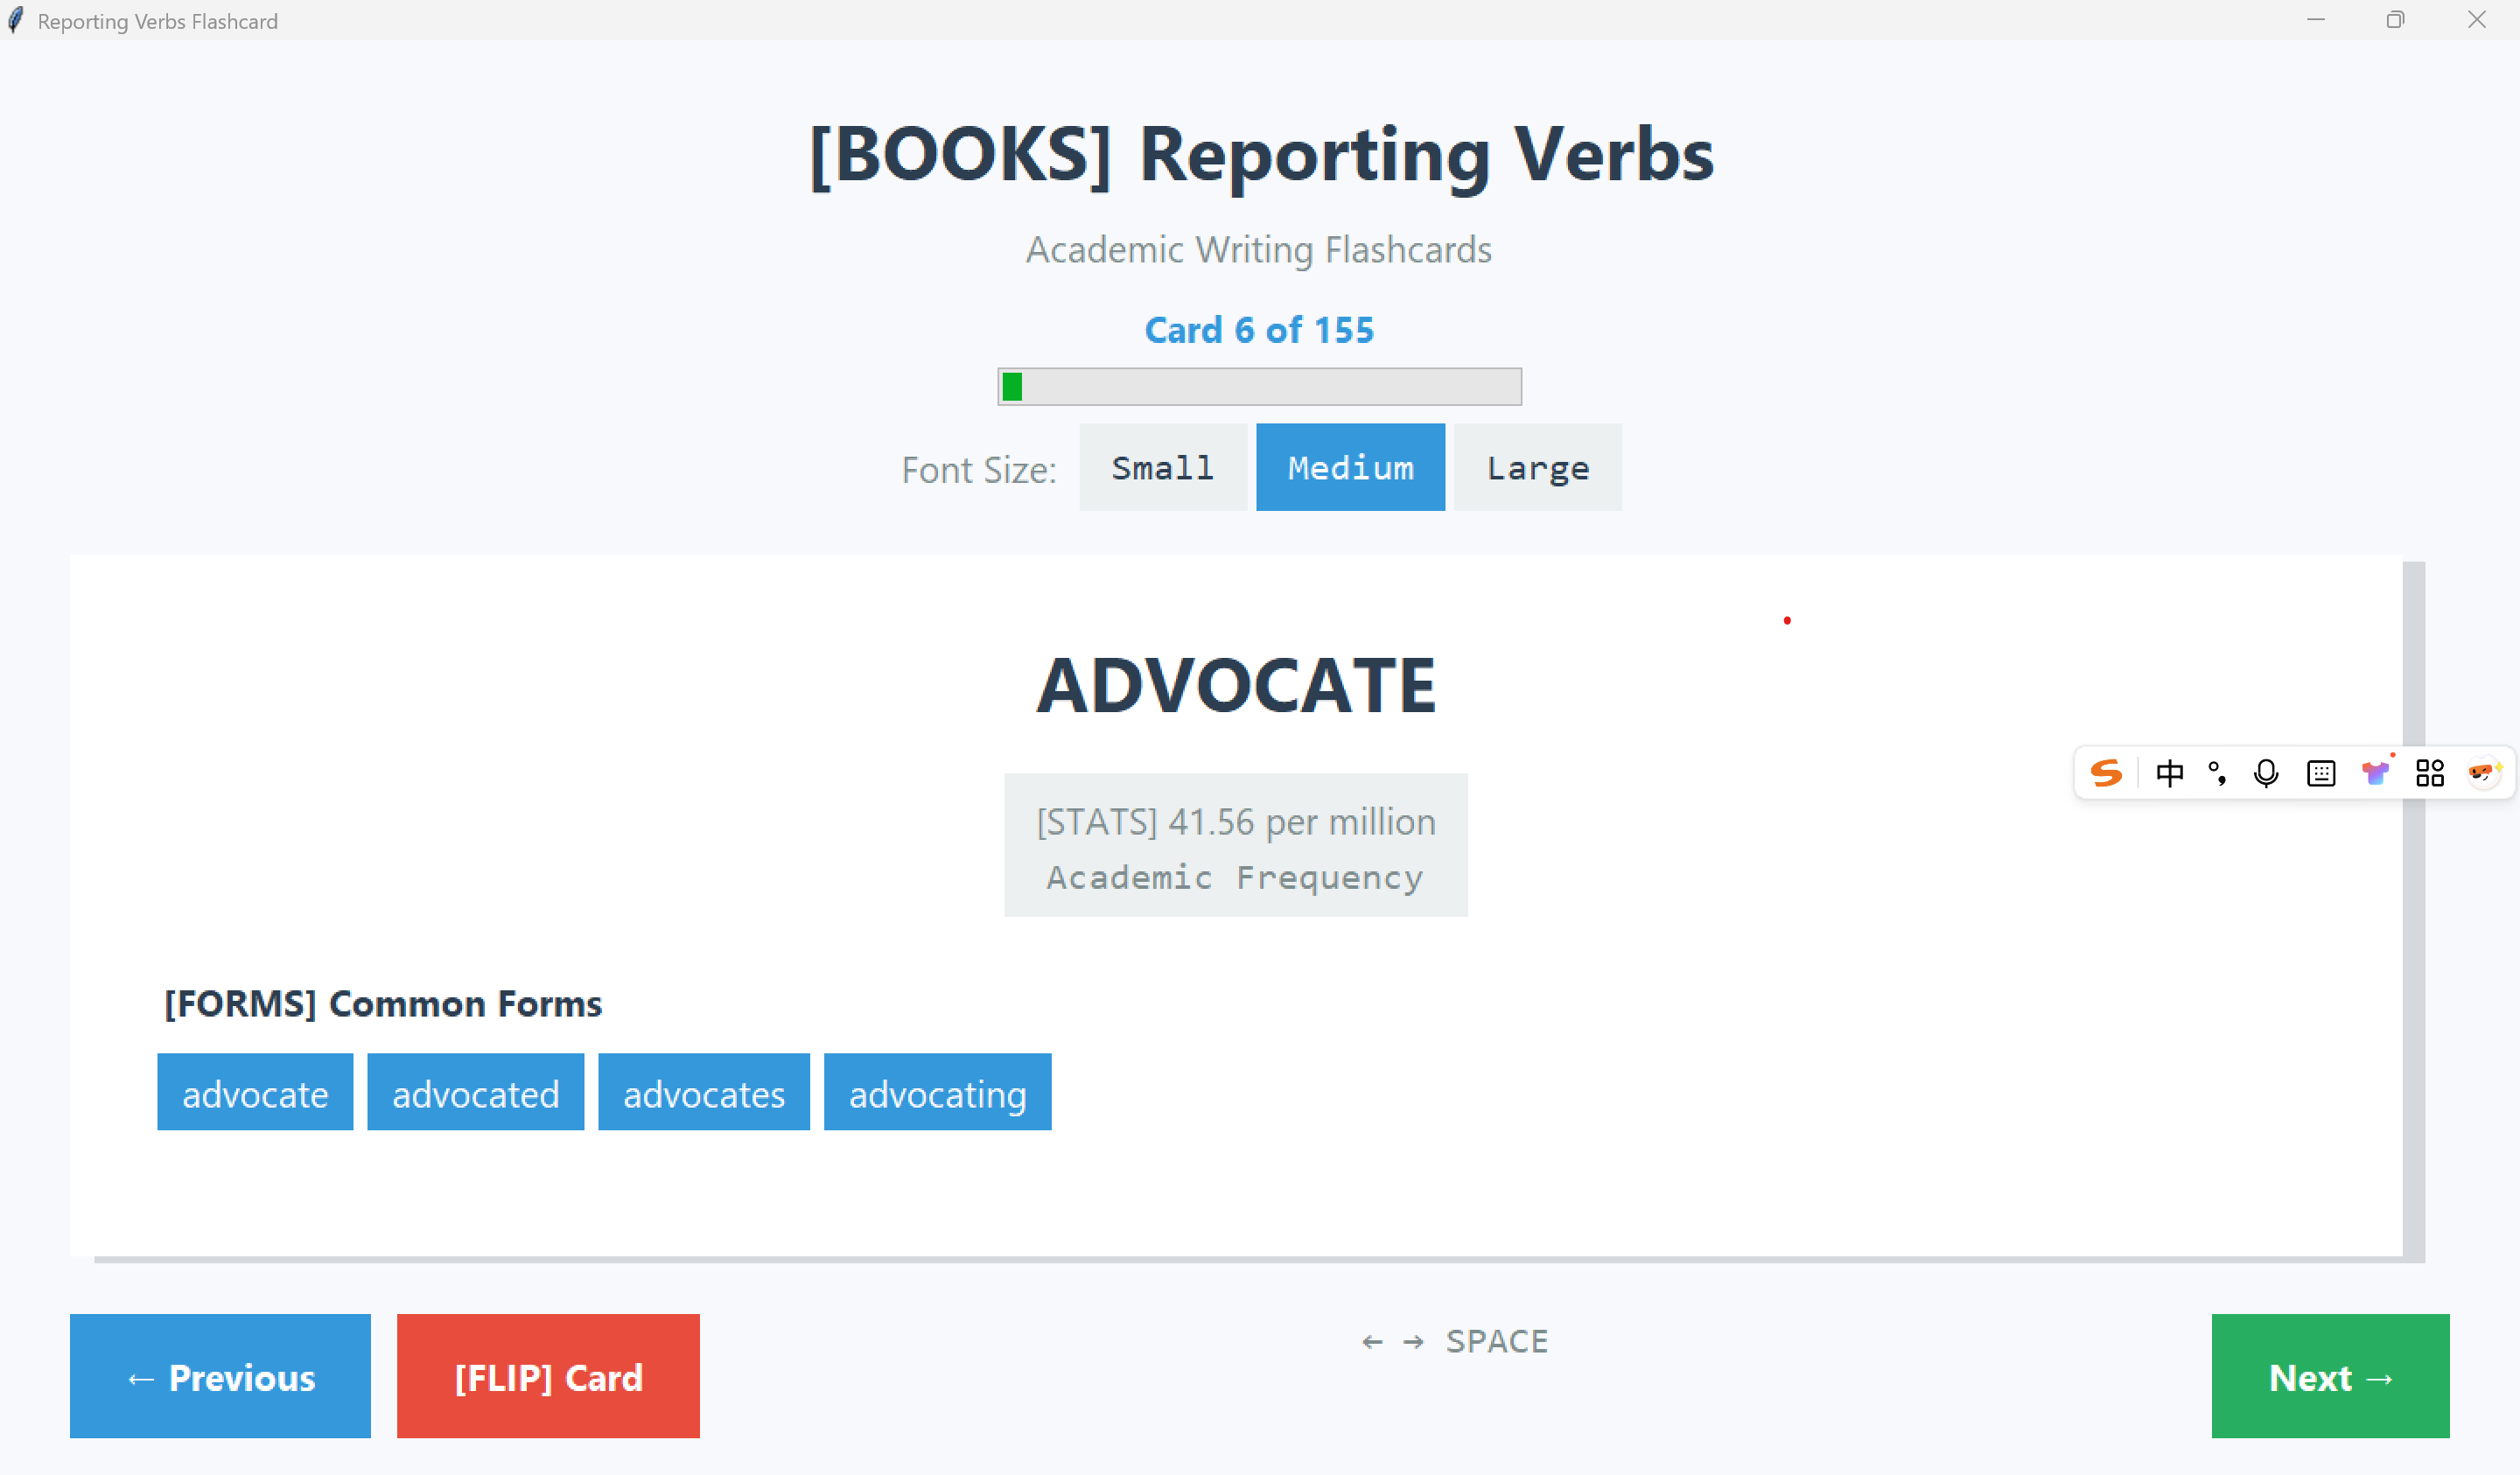 Reporting Verbs Flashcard
[BOOKS] Reporting Verbs
Academic Writing Flashcards
Card 6 of 155
Font Size: Small Medium Large
ADVOCATE
[STATS] 41.56 per million
Academic Frequency
中
[FORMS] Common Forms
advocate advocated advocates advocating
← Previous [FLIP] Card ← → SPACE Next →